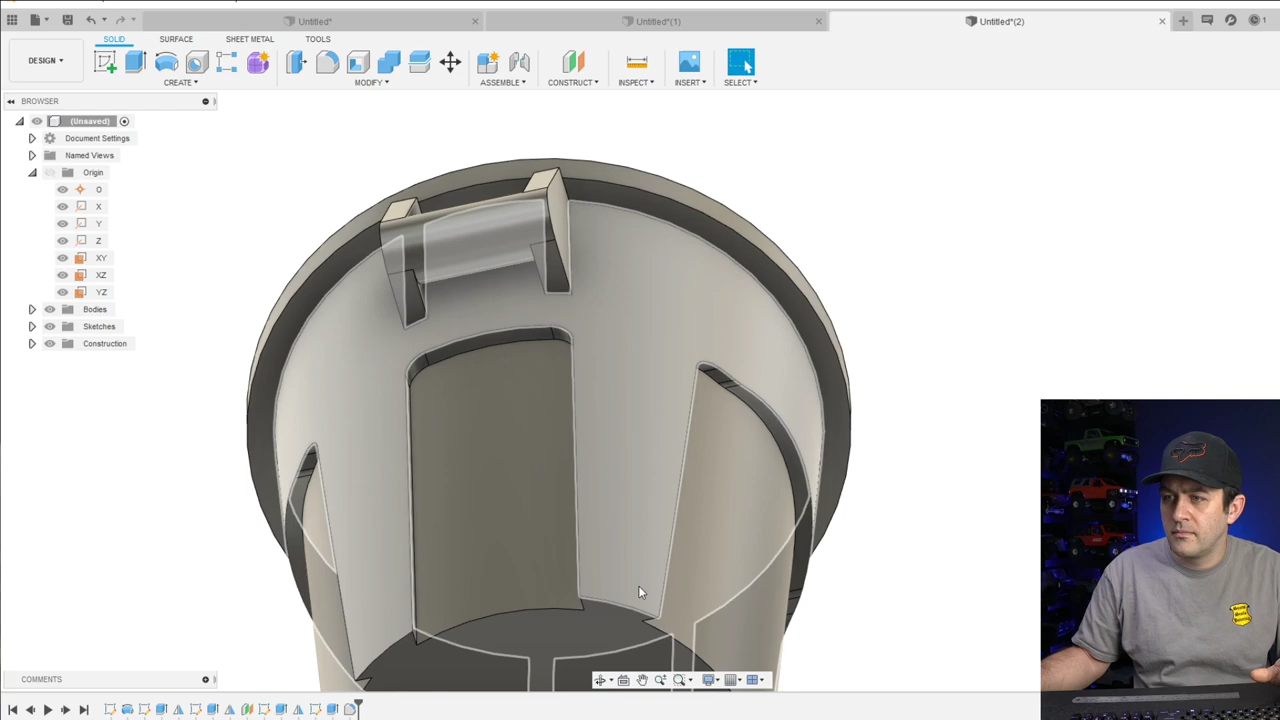 Untitled*
Untitled*(1)
Untitled*(2)
1
DESIGN
SOLID
SURFACE
SHEET METAL
TOOLS
CREATE
MODIFY
ASSEMBLE
CONSTRUCT
INSPECT
INSERT
SELECT
BROWSER
(Unsaved)
Document Settings
Named Views
Origin
O
X
Y
Z
XY
XZ
YZ
Bodies
Sketches
Construction
COMMENTS